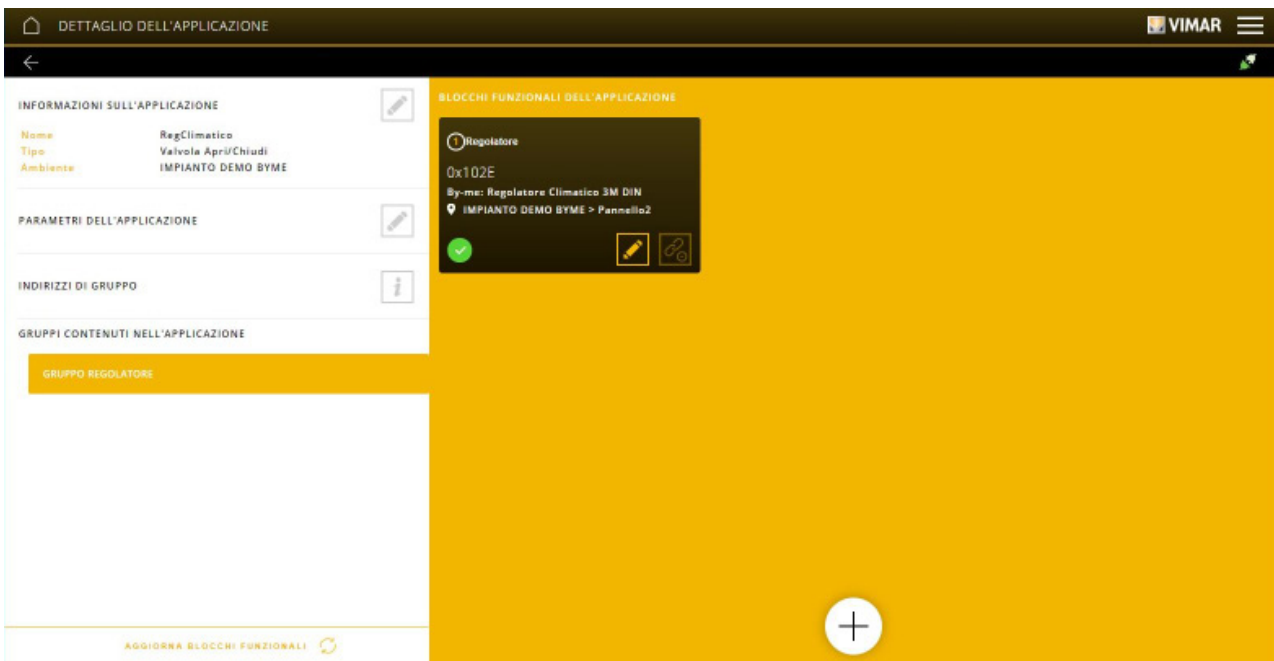 DETTAGLIO DELL'APPLICAZIONE
VIMAR
INFORMAZIONI SULL'APPLICAZIONE
Nome RegClimatico
Tipo Valvola Apri/Chiudi
Ambiente IMPIANTO DEMO BYME
PARAMETRI DELL'APPLICAZIONE
INDIRIZZI DI GRUPPO
GRUPPI CONTENUTI NELL'APPLICAZIONE
GRUPPO REGOLATORE
AGGIORNA BLOCCHI FUNZIONALI
BLOCCHI FUNZIONALI DELL'APPLICAZIONE
1 Regolatore
0x102E
By-me: Regolatore Climatico 3M DIN
IMPIANTO DEMO BYME > Pannello2